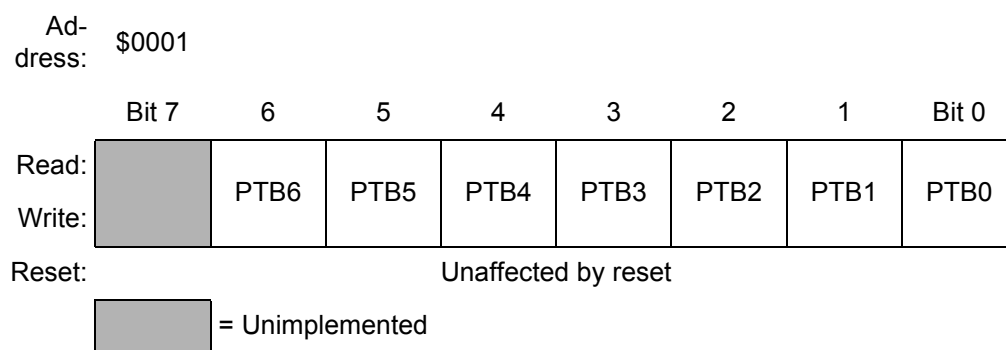 Ad-
dress: $0001
Bit 7 6 5 4 3 2 1 Bit 0
Read:
PTB6 PTB5 PTB4 PTB3 PTB2 PTB1 PTB0
Write:
Reset: Unaffected by reset
= Unimplemented